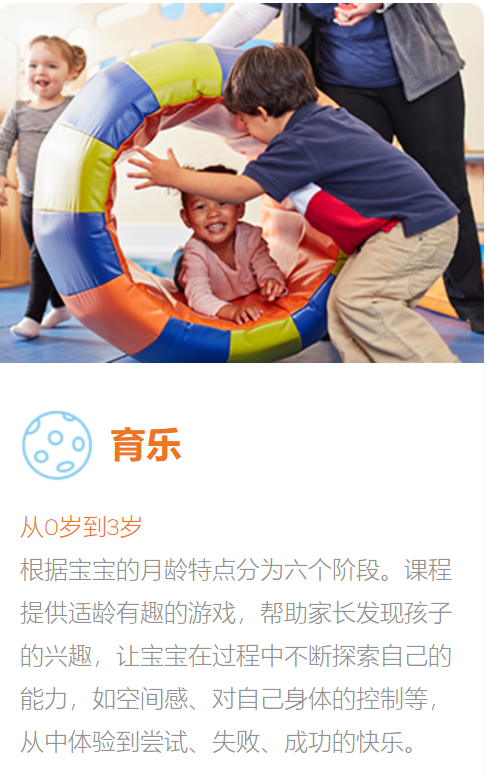 育乐
从0岁到3岁
根据宝宝的月龄特点分为六个阶段。课程
提供适龄有趣的游戏，帮助家长发现孩子
的兴趣，让宝宝在过程中不断探索自己的
能力，如空间感、对自己身体的控制等，
从中体验到尝试、失败、成功的快乐。